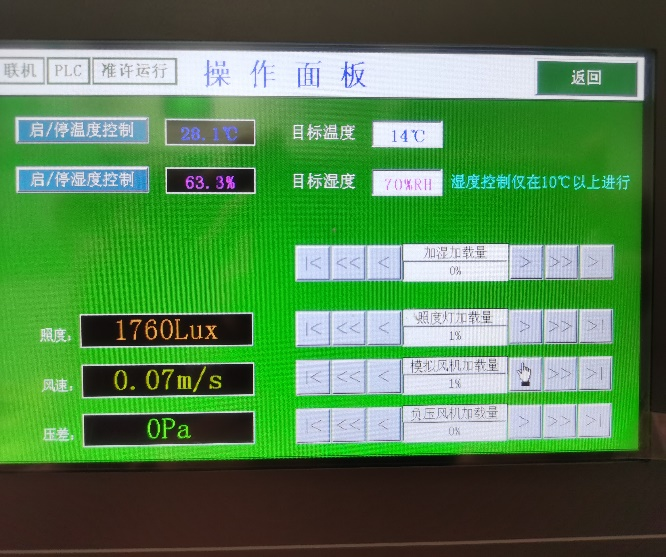 联机 PLC 准许运行 操作面板 返回
启/停温度控制 28.1℃ 目标温度 14℃
启/停湿度控制 63.3% 目标湿度 70%RH 湿度控制仅在10℃以上进行
|< << < 加湿加载量 > >> >|
0%
照度: 1760Lux |< << < 照度灯加载量 > >> >|
1%
风速: 0.07m/s |< << < 模拟风机加载量 >> >|
1%
压差: 0Pa |< << < 负压风机加载量 > >> >|
0%